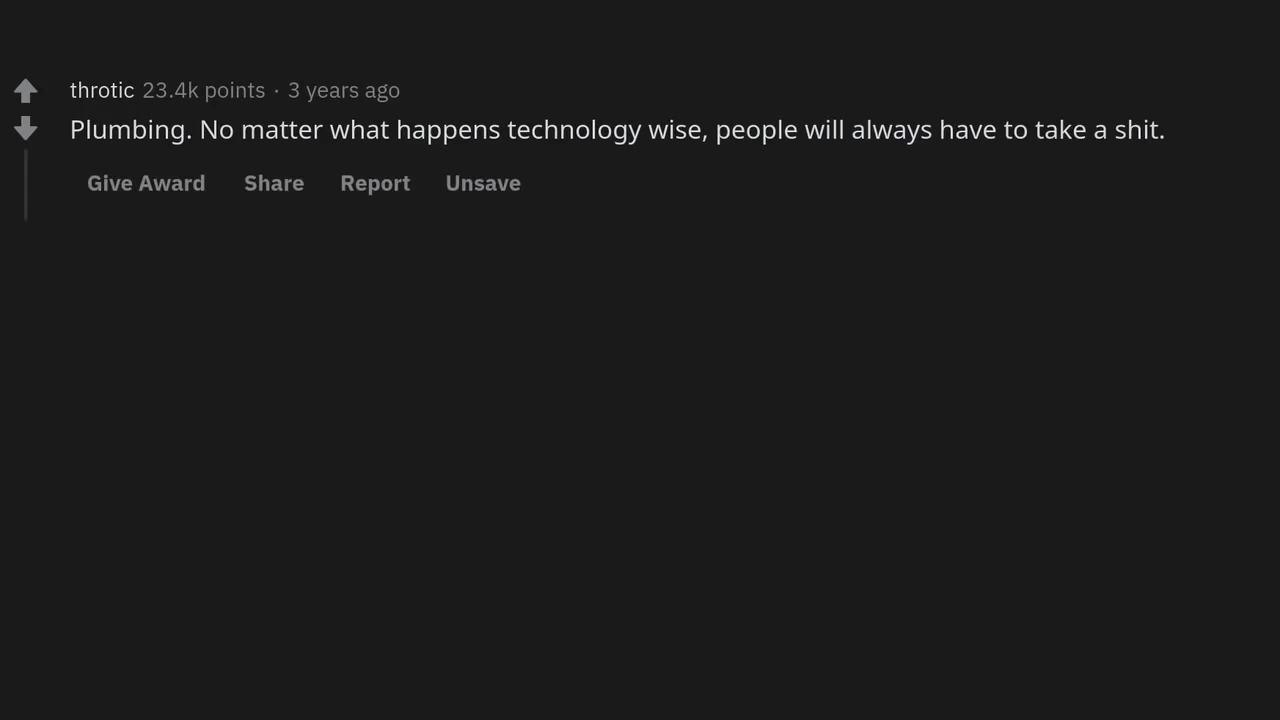 throtic 23.4k points · 3 years ago
Plumbing. No matter what happens technology wise, people will always have to take a shit.
Give Award Share Report Unsave